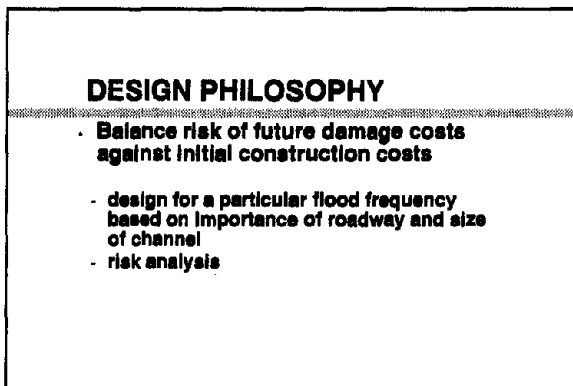 DESIGN PHILOSOPHY
· Balance risk of future damage costs
against initial construction costs
- design for a particular flood frequency
based on importance of roadway and size
of channel
- risk analysis